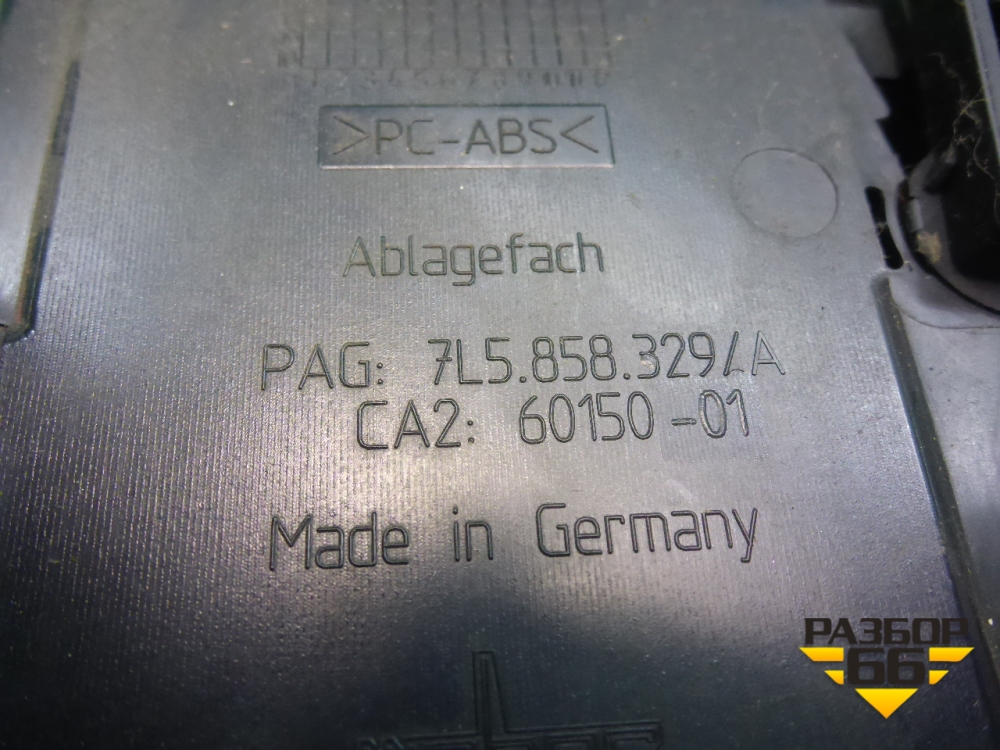 >PC-ABS<
Ablagefach
PAG: 7L5.858.329/A
CA2: 60150-01
Made in Germany
РАЗБОР
66